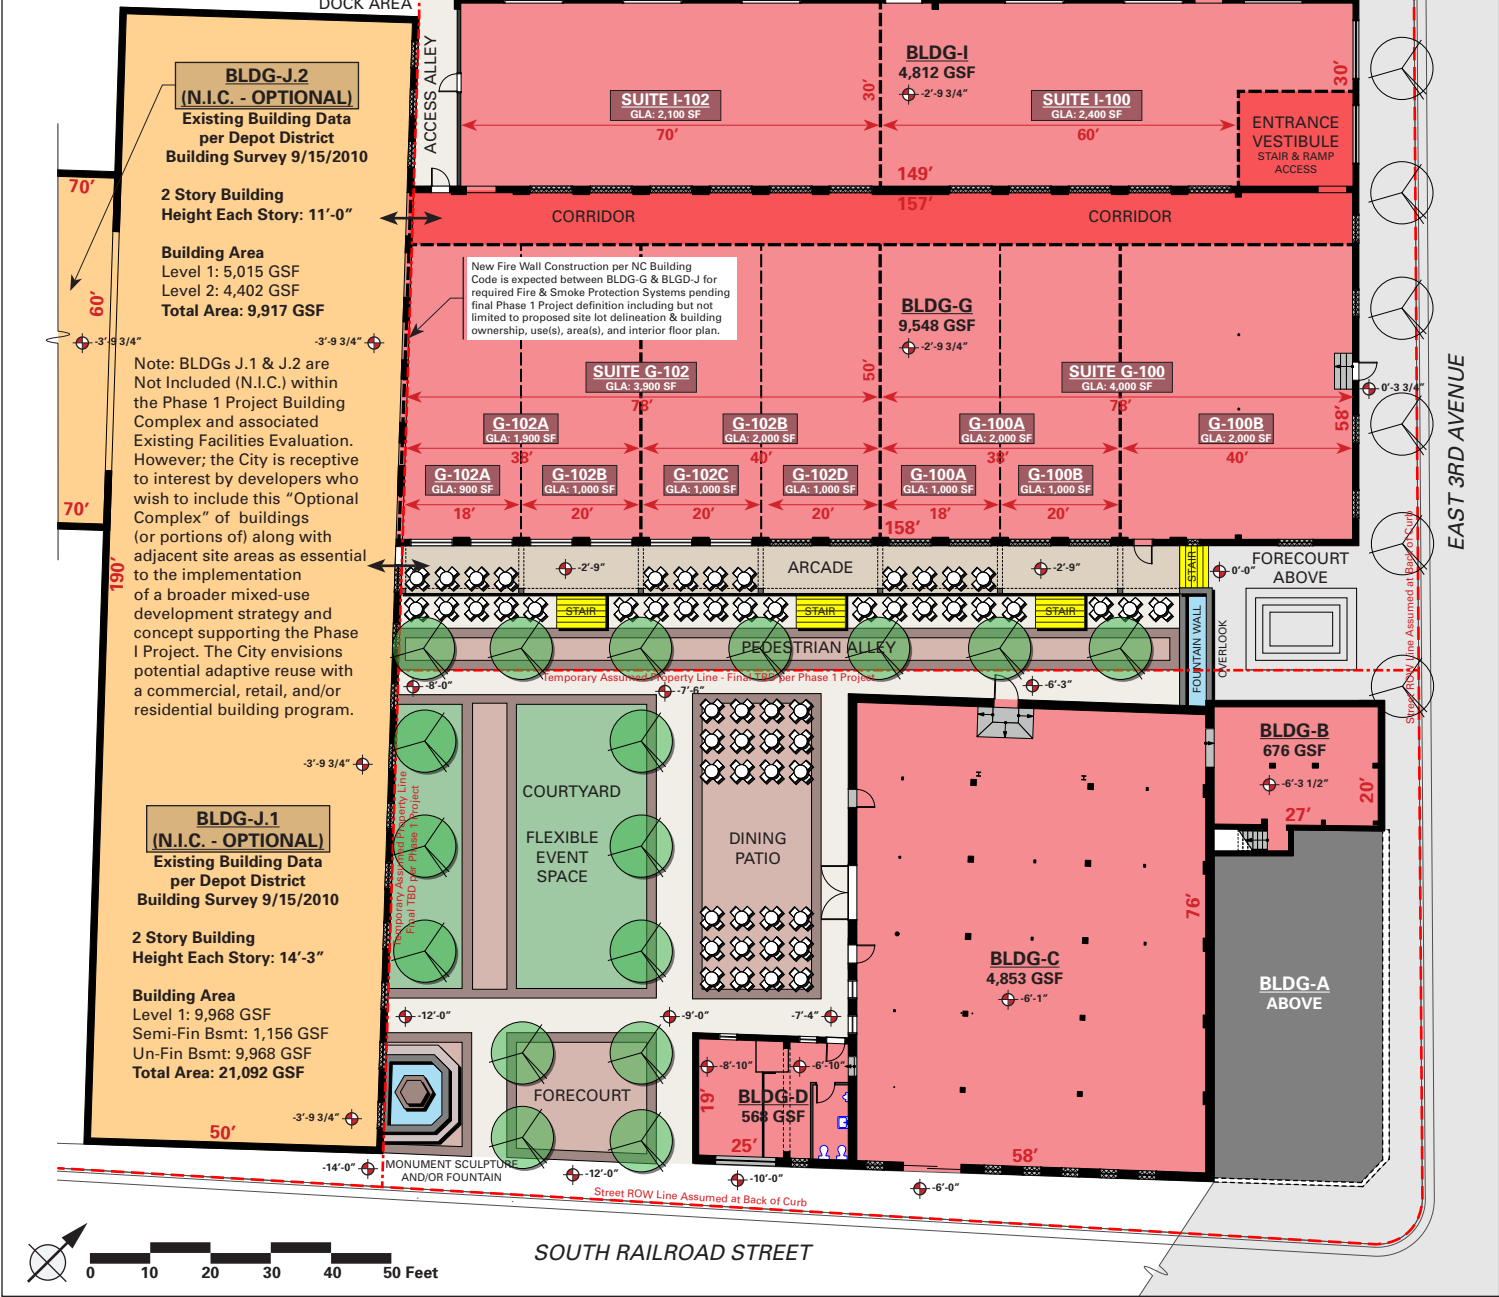 DOCK AREA
BLDG-J.2
(N.I.C. - OPTIONAL)
Existing Building Data
per Depot District
Building Survey 9/15/2010
2 Story Building
Height Each Story: 11′-0″
Building Area
Level 1: 5,015 GSF
Level 2: 4,402 GSF
Total Area: 9,917 GSF
70′
60′
70′
190′
-3′-9 3/4″
-3′-9 3/4″
Note: BLDGs J.1 & J.2 are
Not Included (N.I.C.) within
the Phase 1 Project Building
Complex and associated
Existing Facilities Evaluation.
However; the City is receptive
to interest by developers who
wish to include this “Optional
Complex” of buildings
(or portions of) along with
adjacent site areas as essential
to the implementation
of a broader mixed-use
development strategy and
concept supporting the Phase
I Project. The City envisions
potential adaptive reuse with
a commercial, retail, and/or
residential building program.
-3′-9 3/4″
BLDG-J.1
(N.I.C. - OPTIONAL)
Existing Building Data
per Depot District
Building Survey 9/15/2010
2 Story Building
Height Each Story: 14′-3″
Building Area
Level 1: 9,968 GSF
Semi-Fin Bsmt: 1,156 GSF
Un-Fin Bsmt: 9,968 GSF
Total Area: 21,092 GSF
-3′-9 3/4″
50′
ACCESS ALLEY
BLDG-I
4,812 GSF
-2′-9 3/4″
30′
30′
SUITE I-102
GLA: 2,100 SF
70′
SUITE I-100
GLA: 2,400 SF
60′
ENTRANCE
VESTIBULE
STAIR & RAMP
ACCESS
149′
157′
CORRIDOR
CORRIDOR
New Fire Wall Construction per NC Building
Code is expected between BLDG-G & BLGD-J for
required Fire & Smoke Protection Systems pending
final Phase 1 Project definition including but not
limited to proposed site lot delineation & building
ownership, use(s), area(s), and interior floor plan.
BLDG-G
9,548 GSF
-2′-9 3/4″
50′
SUITE G-102
GLA: 3,900 SF
78′
SUITE G-100
GLA: 4,000 SF
78′
0′-3 3/4″
58′
G-102A
GLA: 1,900 SF
38′
G-102B
GLA: 2,000 SF
40′
G-100A
GLA: 2,000 SF
38′
G-100B
GLA: 2,000 SF
40′
G-102A
GLA: 900 SF
18′
G-102B
GLA: 1,000 SF
20′
G-102C
GLA: 1,000 SF
20′
G-102D
GLA: 1,000 SF
20′
G-100A
GLA: 1,000 SF
18′
G-100B
GLA: 1,000 SF
20′
158′
-2′-9″
ARCADE
-2′-9″
STAIR
0′-0″
FORECOURT
ABOVE
STAIR
STAIR
STAIR
PEDESTRIAN ALLEY
FOUNTAIN WALL
OVERLOOK
Temporary Assumed Property Line - Final TBD per Phase 1 Project
-8′-0″
-7′-6″
-6′-3″
EAST 3RD AVENUE
Street ROW Line Assumed at Back of Curb
Temporary Assumed Property Line
Final TBD per Phase 1 Project
COURTYARD
FLEXIBLE
EVENT
SPACE
DINING
PATIO
BLDG-B
676 GSF
-6′-3 1/2″
20′
27′
76′
BLDG-C
4,853 GSF
-6′-1″
58′
BLDG-A
ABOVE
-12′-0″
-9′-0″
-7′-4″
-8′-10″
-6′-10″
BLDG-D
568 GSF
19′
25′
FORECOURT
MONUMENT SCULPTURE
AND/OR FOUNTAIN
-14′-0″
-12′-0″
-10′-0″
-6′-0″
Street ROW Line Assumed at Back of Curb
SOUTH RAILROAD STREET
0 10 20 30 40 50 Feet